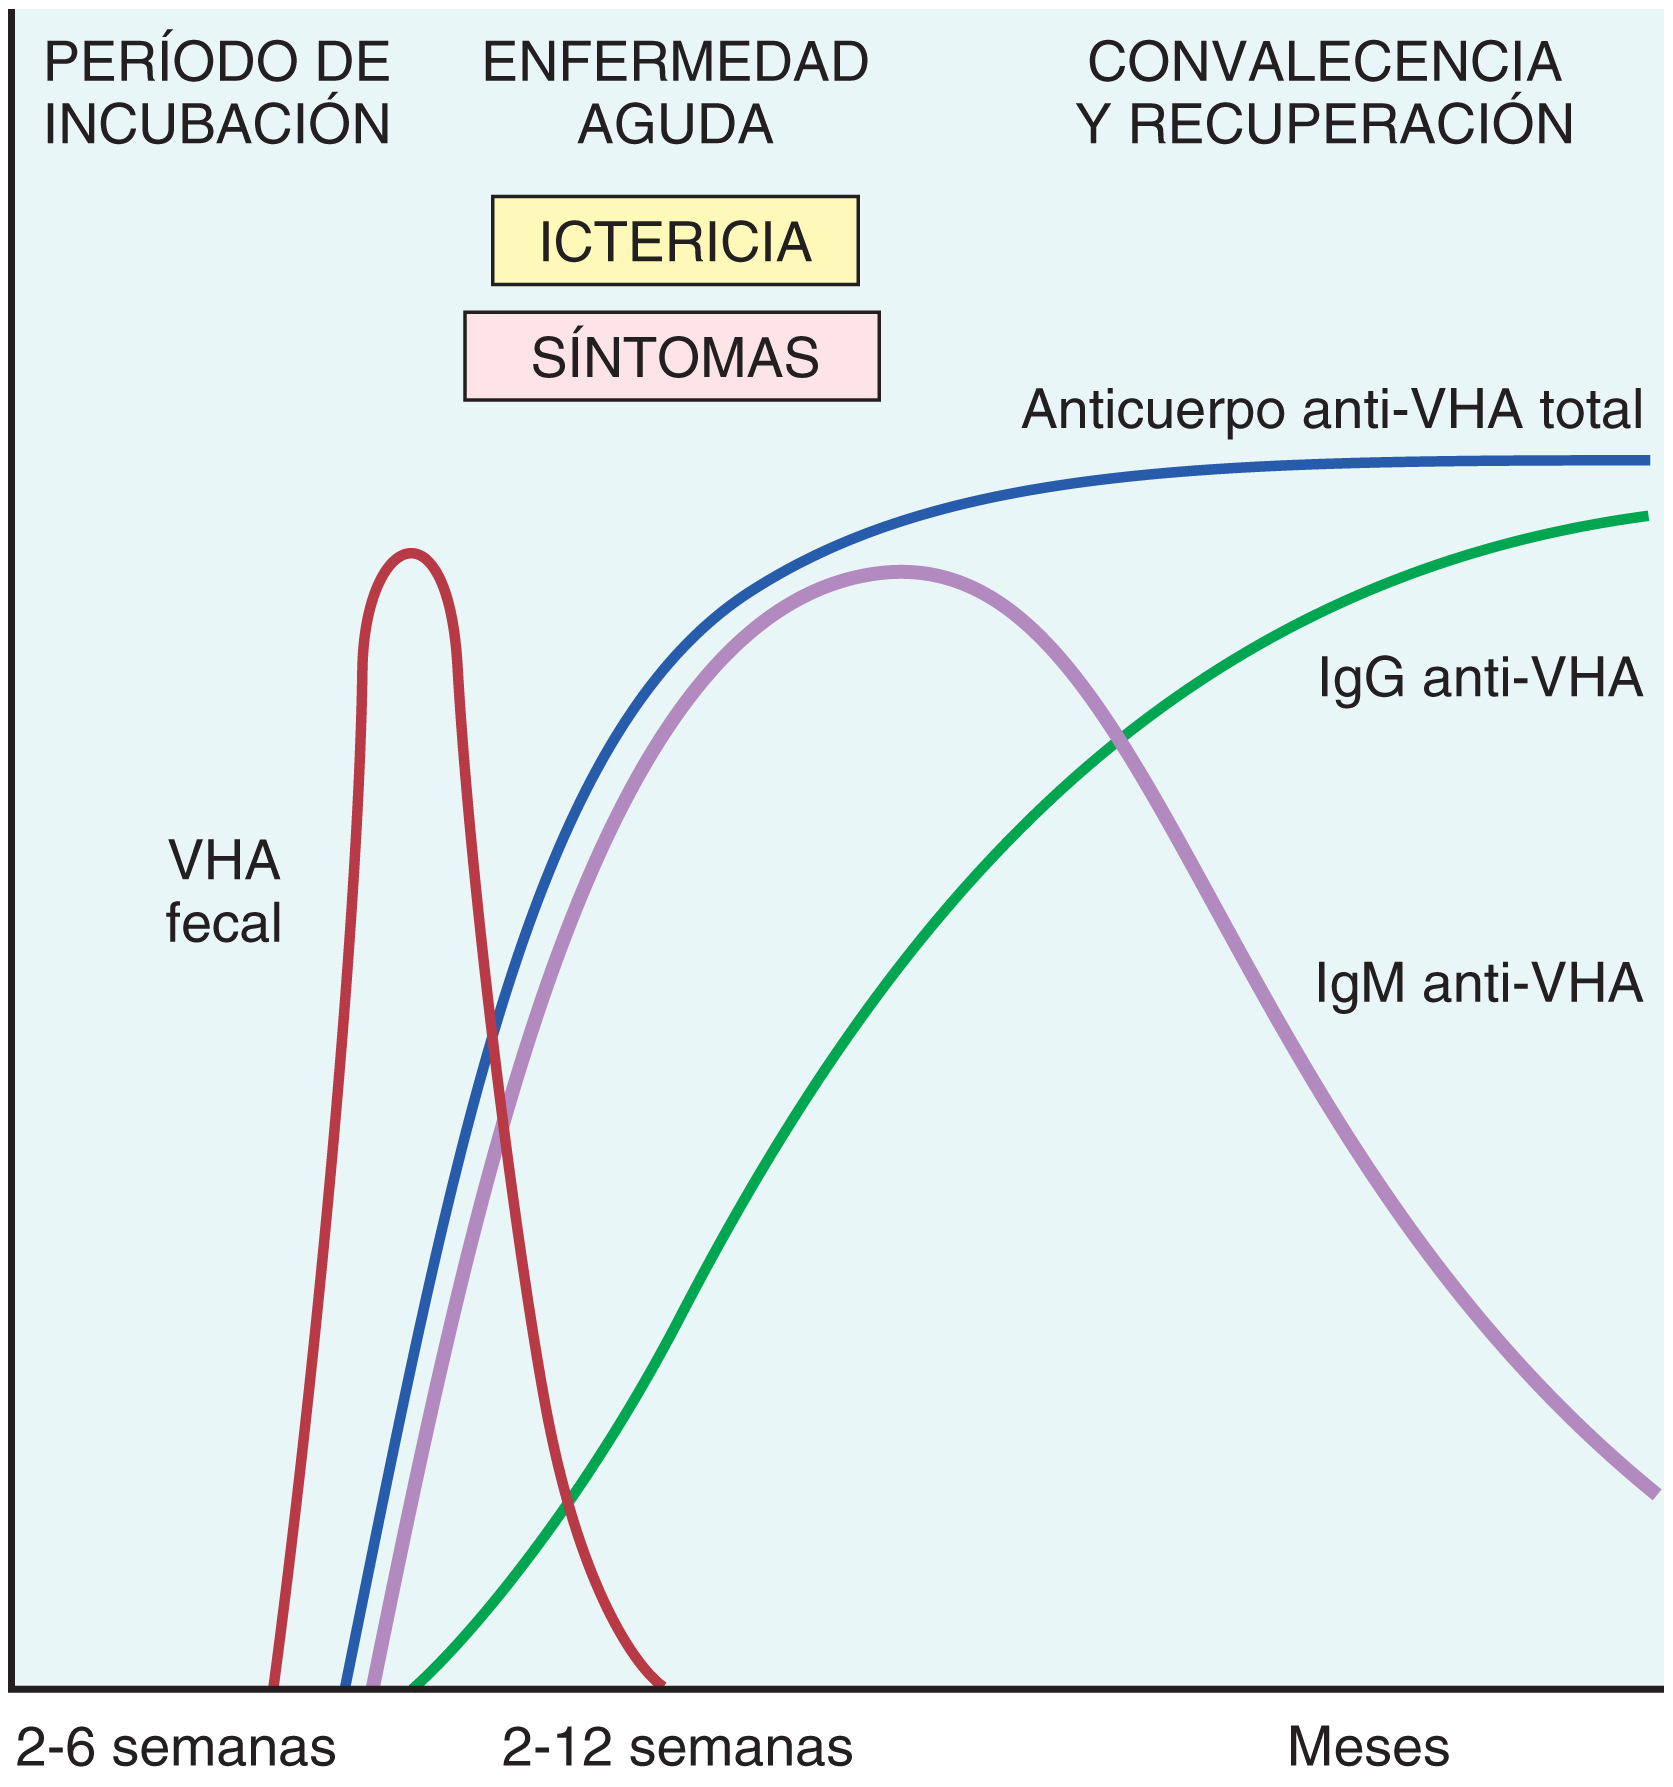 PERÍODO DE
INCUBACIÓN
ENFERMEDAD
AGUDA
CONVALECENCIA
Y RECUPERACIÓN
ICTERICIA
SÍNTOMAS
Anticuerpo anti-VHA total
IgG anti-VHA
VHA
fecal
IgM anti-VHA
2-6 semanas
2-12 semanas
Meses